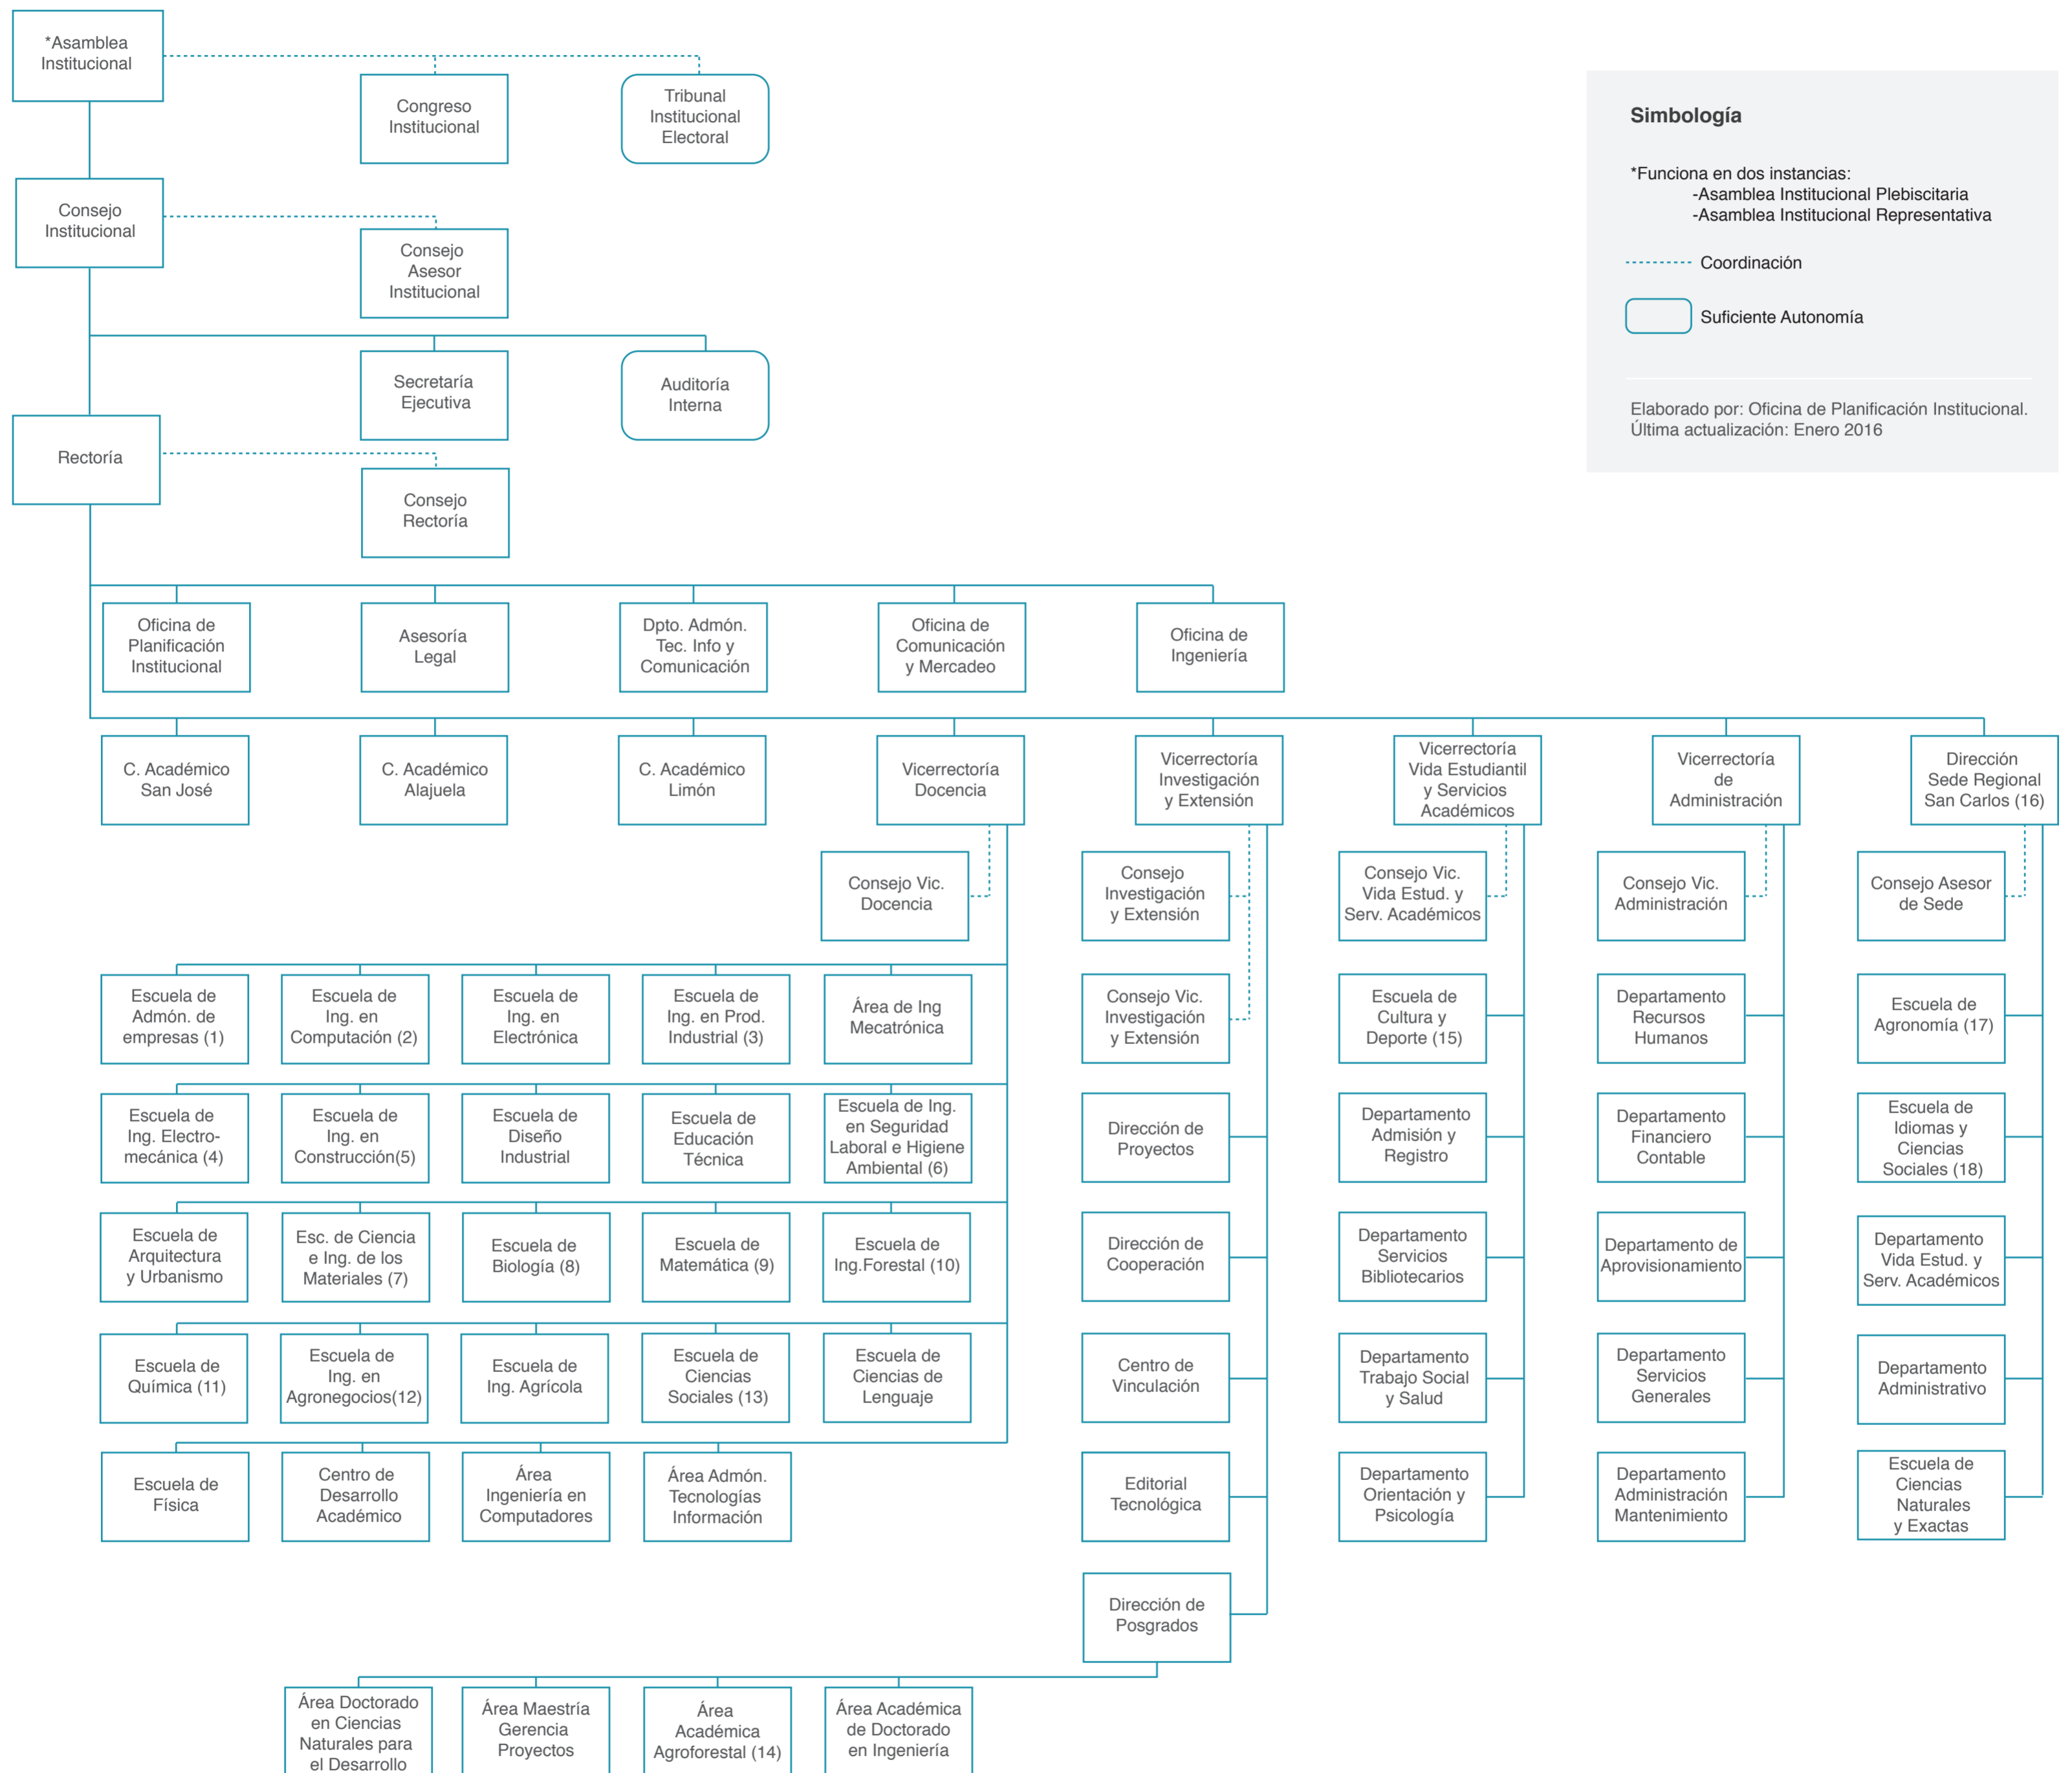 *Asamblea
Institucional
Congreso
Institucional
Tribunal
Institucional
Electoral
Simbología
*Funciona en dos instancias:
-Asamblea Institucional Plebiscitaria
-Asamblea Institucional Representativa
Coordinación
Suficiente Autonomía
Elaborado por: Oficina de Planificación Institucional.
Última actualización: Enero 2016
Consejo
Institucional
Consejo
Asesor
Institucional
Secretaría
Ejecutiva
Auditoría
Interna
Rectoría
Consejo
Rectoría
Oficina de
Planificación
Institucional
Asesoría
Legal
Dpto. Admón.
Tec. Info y
Comunicación
Oficina de
Comunicación
y Mercadeo
Oficina de
Ingeniería
C. Académico
San José
C. Académico
Alajuela
C. Académico
Limón
Vicerrectoría
Docencia
Vicerrectoría
Investigación
y Extensión
Vicerrectoría
Vida Estudiantil
y Servicios
Académicos
Vicerrectoría
de
Administración
Dirección
Sede Regional
San Carlos (16)
Consejo Vic.
Docencia
Consejo
Investigación
y Extensión
Consejo Vic.
Vida Estud. y
Serv. Académicos
Consejo Vic.
Administración
Consejo Asesor
de Sede
Escuela de
Admón. de
empresas (1)
Escuela de
Ing. en
Computación (2)
Escuela de
Ing. en
Electrónica
Escuela de
Ing. en Prod.
Industrial (3)
Área de Ing
Mecatrónica
Consejo Vic.
Investigación
y Extensión
Escuela de
Cultura y
Deporte (15)
Departamento
Recursos
Humanos
Escuela de
Agronomía (17)
Escuela de
Ing. Electro-
mecánica (4)
Escuela de
Ing. en
Construcción(5)
Escuela de
Diseño
Industrial
Escuela de
Educación
Técnica
Escuela de Ing.
en Seguridad
Laboral e Higiene
Ambiental (6)
Dirección de
Proyectos
Departamento
Admisión y
Registro
Departamento
Financiero
Contable
Escuela de
Idiomas y
Ciencias
Sociales (18)
Escuela de
Arquitectura
y Urbanismo
Esc. de Ciencia
e Ing. de los
Materiales (7)
Escuela de
Biología (8)
Escuela de
Matemática (9)
Escuela de
Ing.Forestal (10)
Dirección de
Cooperación
Departamento
Servicios
Bibliotecarios
Departamento de
Aprovisionamiento
Departamento
Vida Estud. y
Serv. Académicos
Escuela de
Química (11)
Escuela de
Ing. en
Agronegocios(12)
Escuela de
Ing. Agrícola
Escuela de
Ciencias
Sociales (13)
Escuela de
Ciencias de
Lenguaje
Centro de
Vinculación
Departamento
Trabajo Social
y Salud
Departamento
Servicios
Generales
Departamento
Administrativo
Escuela de
Física
Centro de
Desarrollo
Académico
Área
Ingeniería en
Computadores
Área Admón.
Tecnologías
Información
Editorial
Tecnológica
Departamento
Orientación y
Psicología
Departamento
Administración
Mantenimiento
Escuela de
Ciencias
Naturales
y Exactas
Dirección de
Posgrados
Área Doctorado
en Ciencias
Naturales para
el Desarrollo
Área Maestría
Gerencia
Proyectos
Área
Académica
Agroforestal (14)
Área Académica
de Doctorado
en Ingeniería